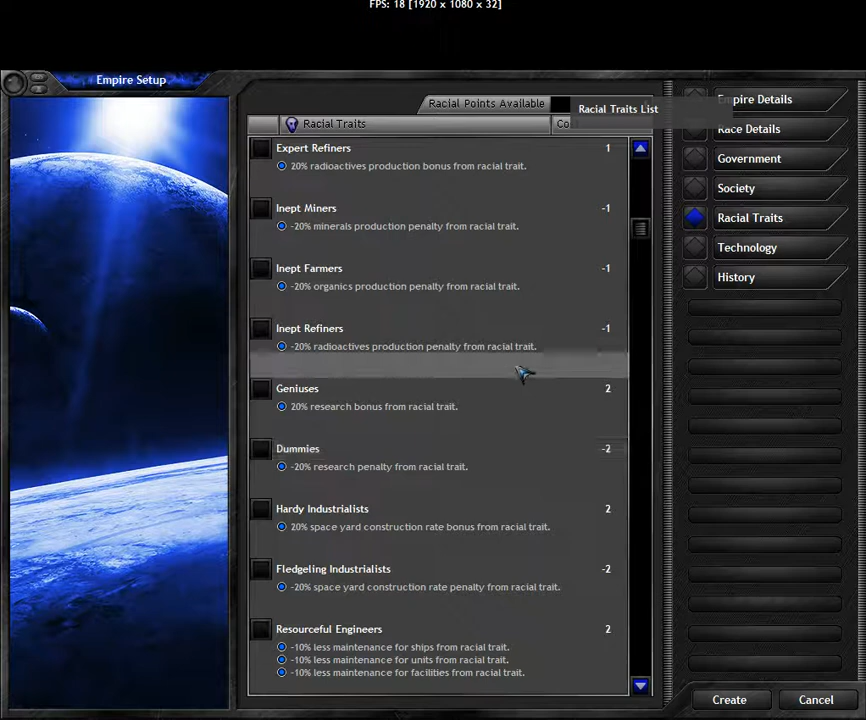 FPS: 18 [1920 x 1080 x 32]
Empire Setup
Racial Points Available
Racial Traits List
Racial Traits
Expert Refiners 1
20% radioactives production bonus from racial trait.
Inept Miners -1
-20% minerals production penalty from racial trait.
Inept Farmers -1
-20% organics production penalty from racial trait.
Inept Refiners -1
-20% radioactives production penalty from racial trait.
Geniuses 2
20% research bonus from racial trait.
Dummies -2
-20% research penalty from racial trait.
Hardy Industrialists 2
20% space yard construction rate bonus from racial trait.
Fledgeling Industrialists -2
-20% space yard construction rate penalty from racial trait.
Resourceful Engineers 2
-10% less maintenance for ships from racial trait.
-10% less maintenance for units from racial trait.
-10% less maintenance for facilities from racial trait.
Empire Details
Race Details
Government
Society
Racial Traits
Technology
History
Create
Cancel